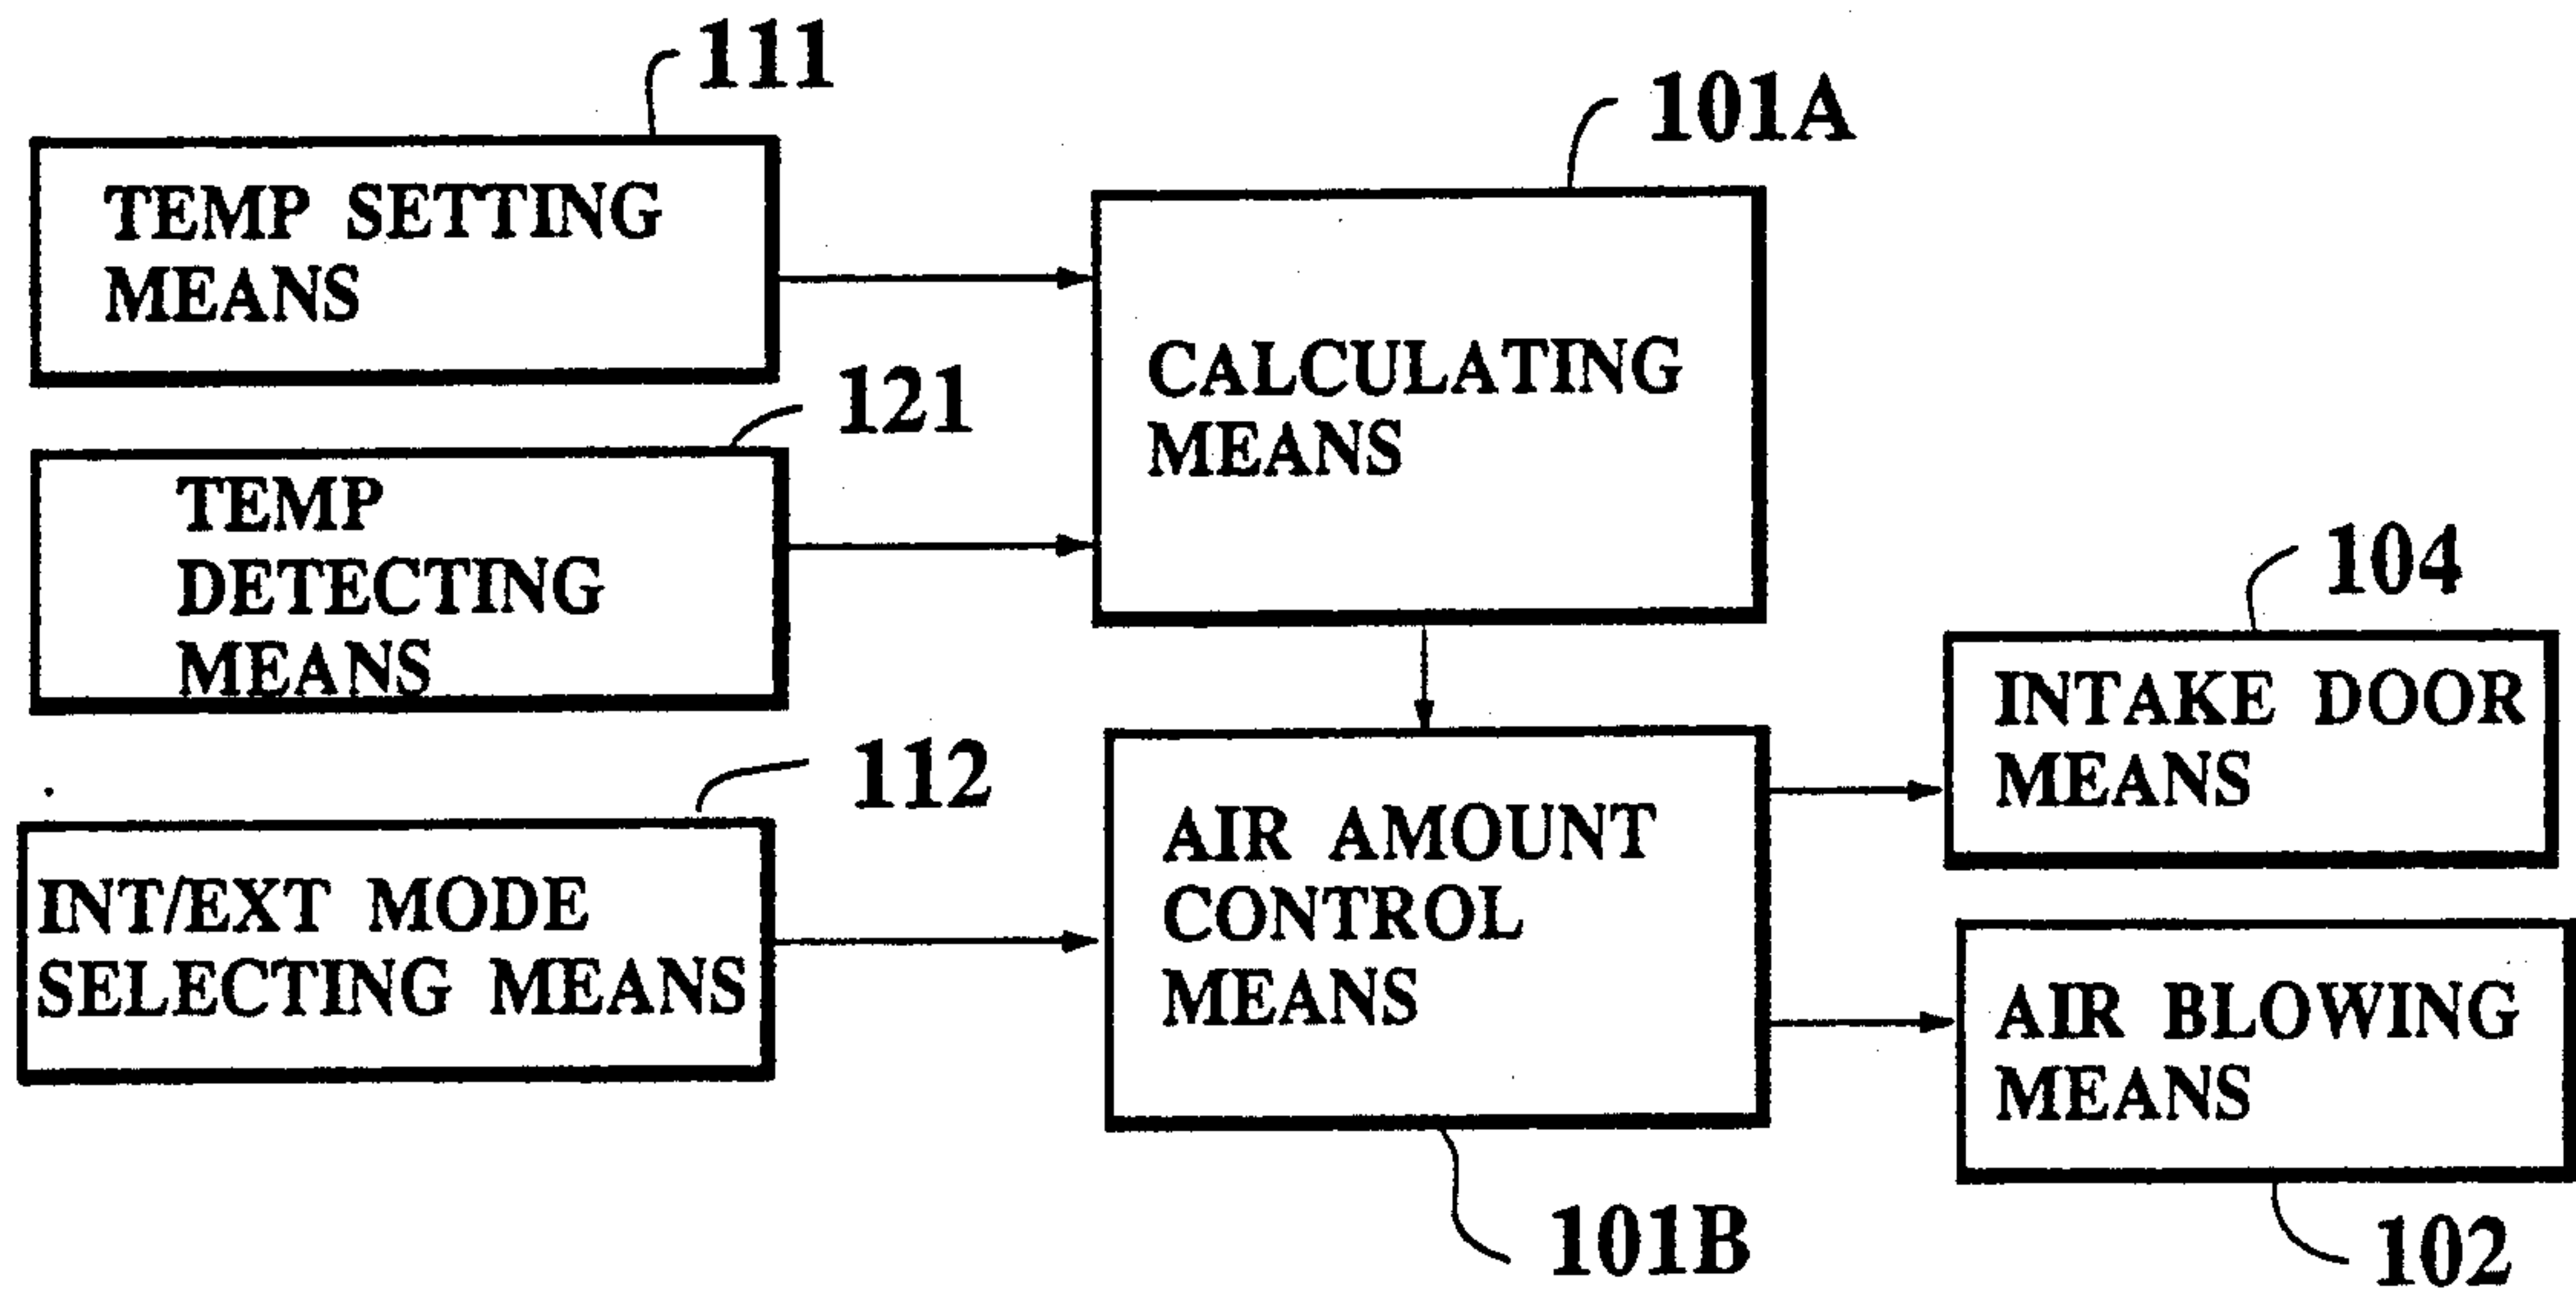 111
TEMP SETTING
MEANS
121
TEMP
DETECTING
MEANS
112
INT/EXT MODE
SELECTING MEANS
101A
CALCULATING
MEANS
AIR AMOUNT
CONTROL
MEANS
101B
104
INTAKE DOOR
MEANS
AIR BLOWING
MEANS
102